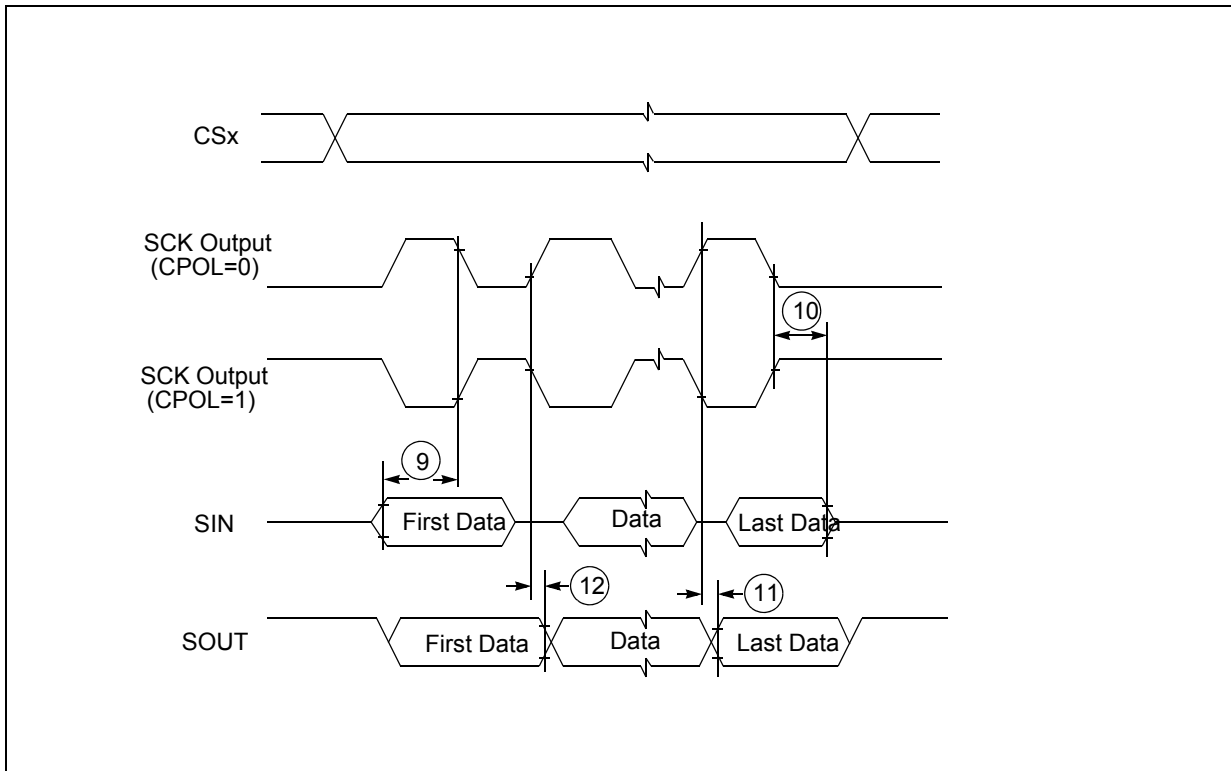 CSx
SCK Output
(CPOL=0)
10
SCK Output
(CPOL=1)
9
SIN
First Data
Data
Last Data
12
11
SOUT
First Data
Data
Last Data